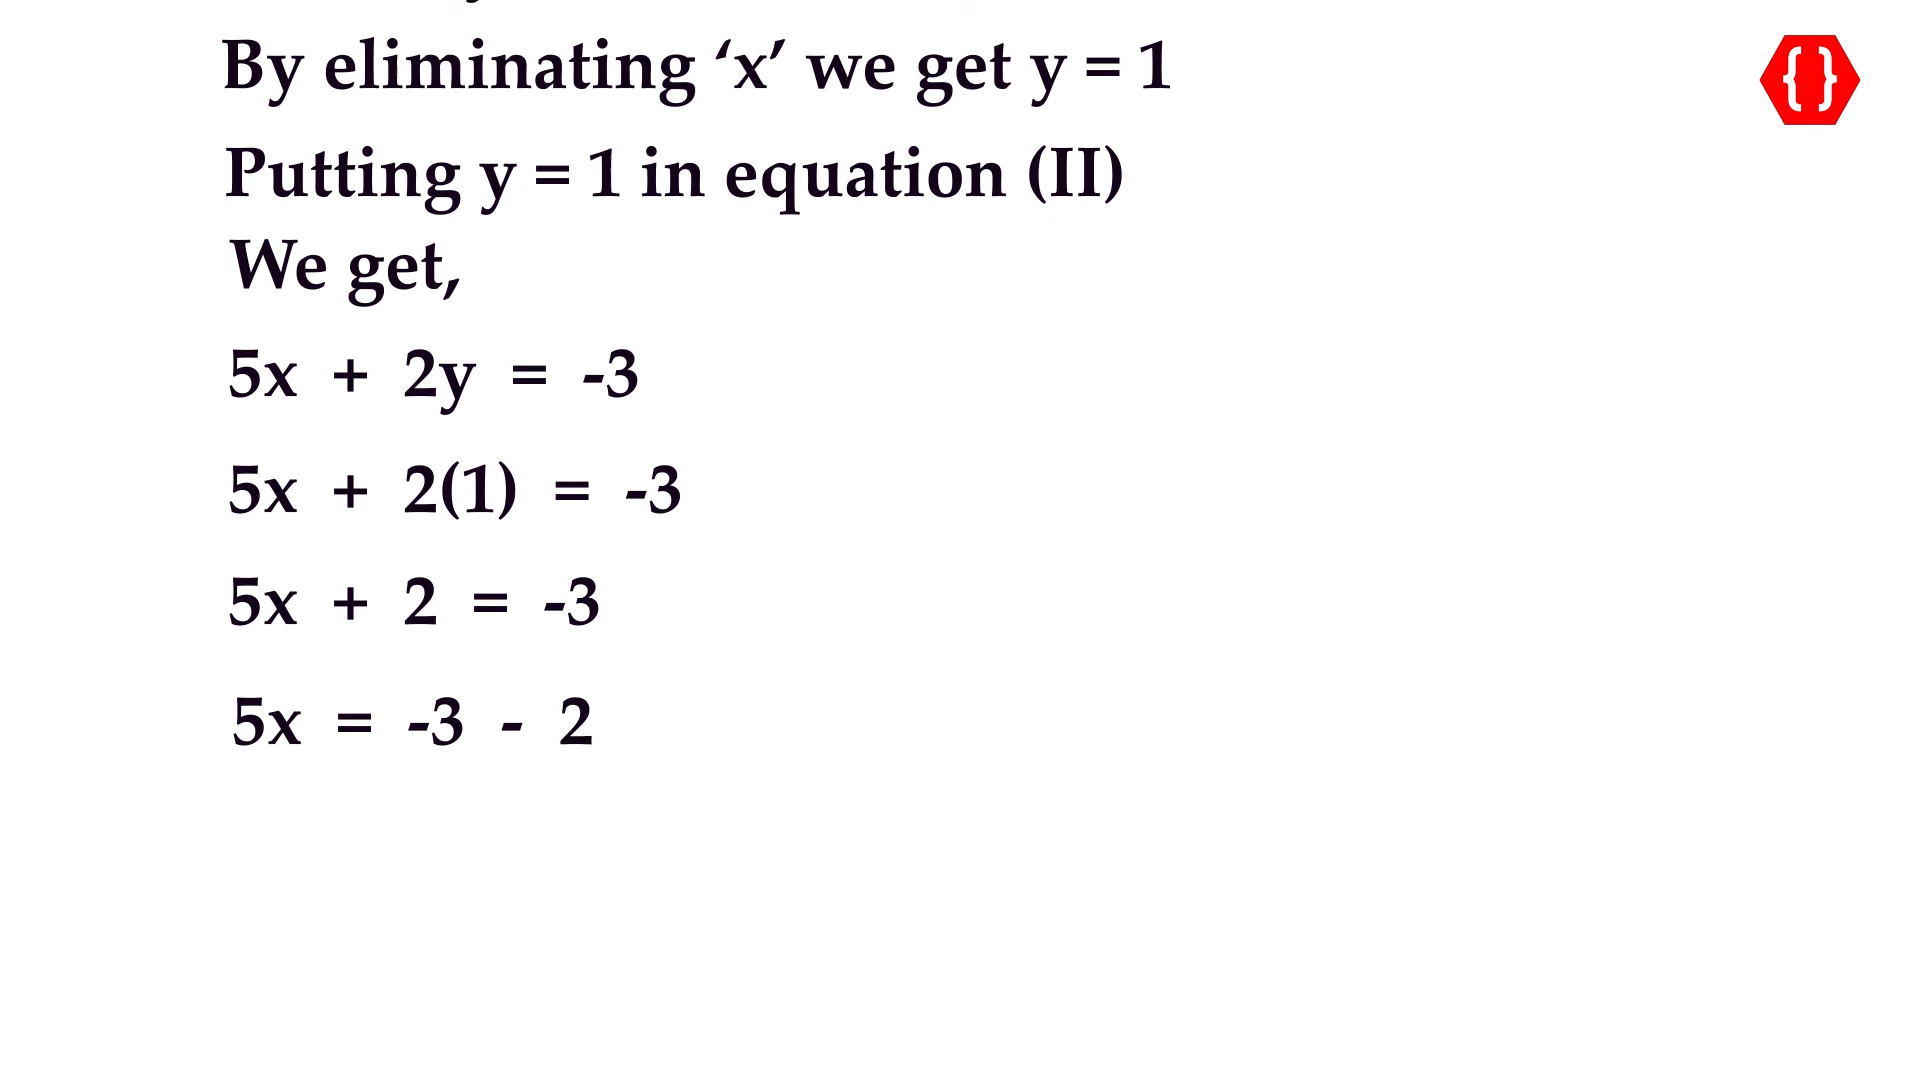 By eliminating ‘x’ we get y = 1
Putting y = 1 in equation (II)
We get,
5x + 2y = -3
5x + 2(1) = -3
5x + 2 = -3
5x = -3 - 2
{ }